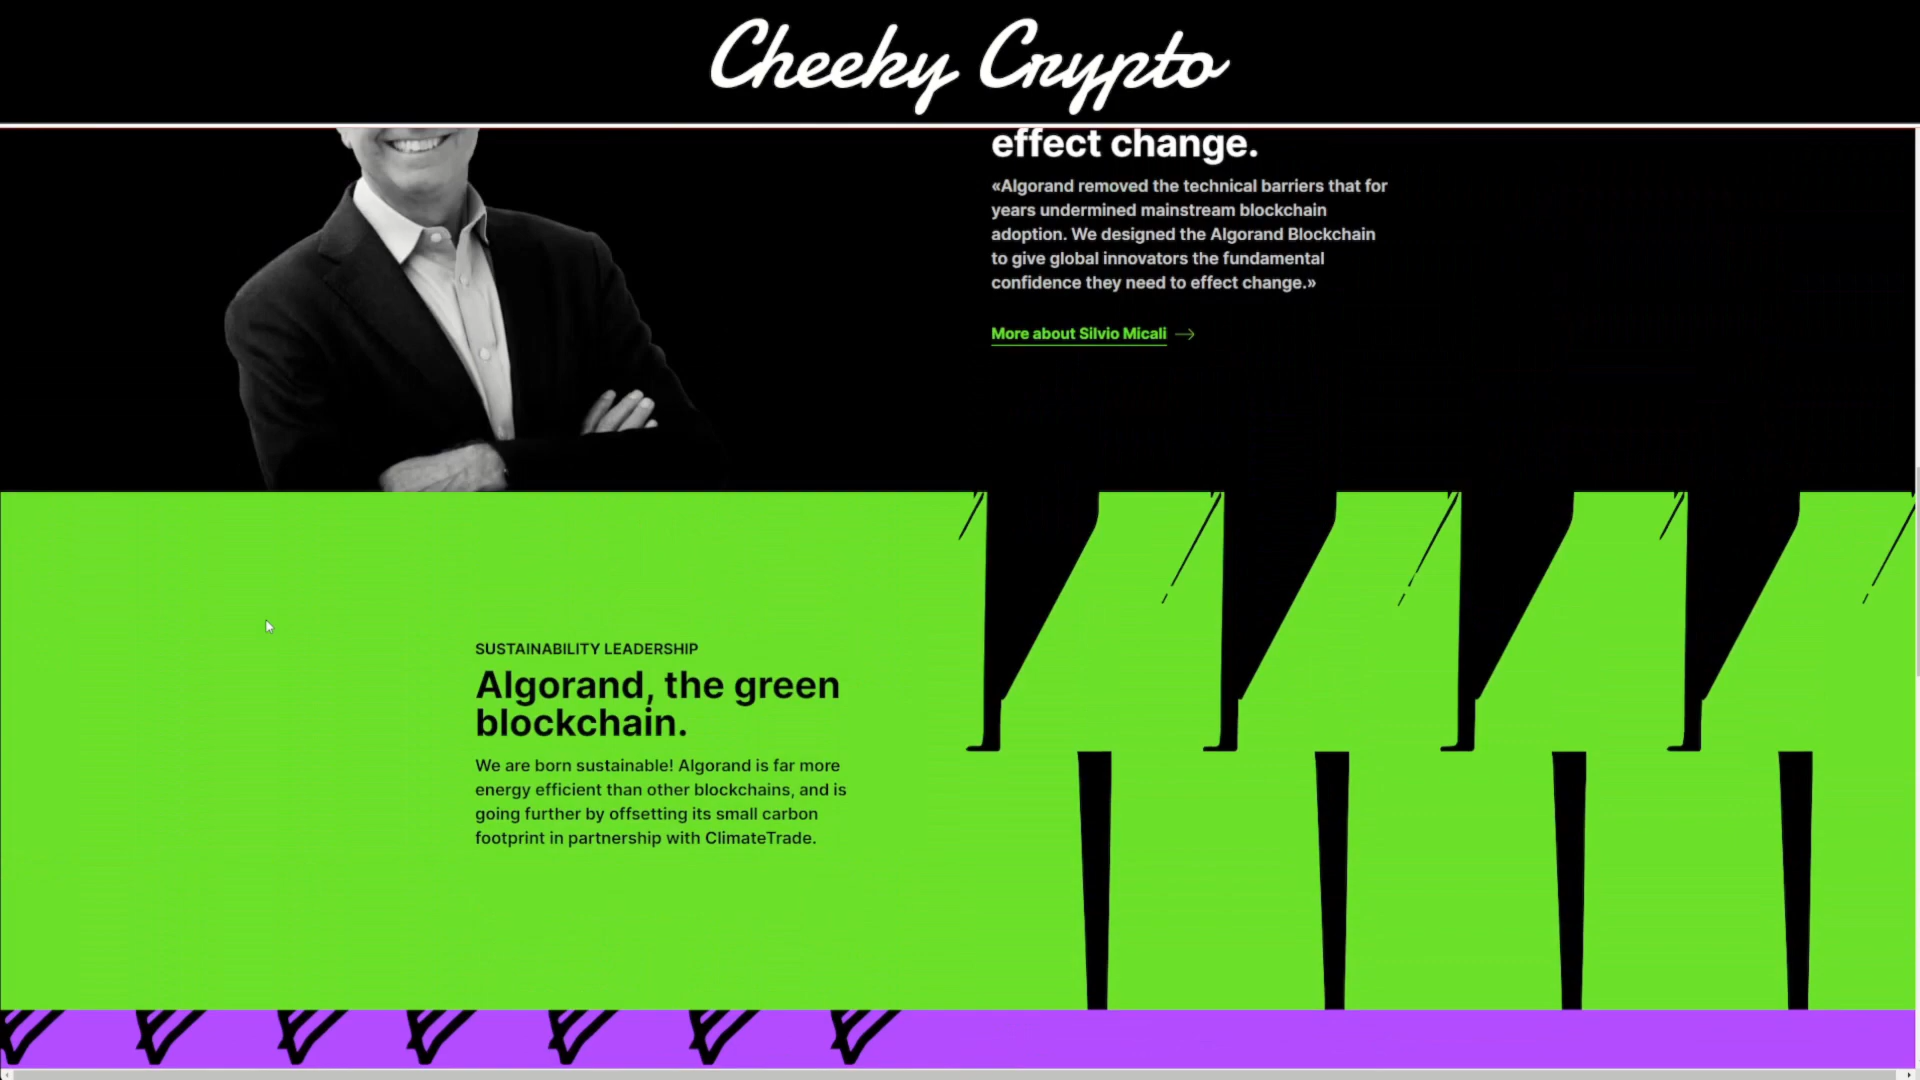 Cheeky Crypto
effect change.
«Algorand removed the technical barriers that for
years undermined mainstream blockchain
adoption. We designed the Algorand Blockchain
to give global innovators the fundamental
confidence they need to effect change.»
More about Silvio Micali
SUSTAINABILITY LEADERSHIP
Algorand, the green
blockchain.
We are born sustainable! Algorand is far more
energy efficient than other blockchains, and is
going further by offsetting its small carbon
footprint in partnership with ClimateTrade.